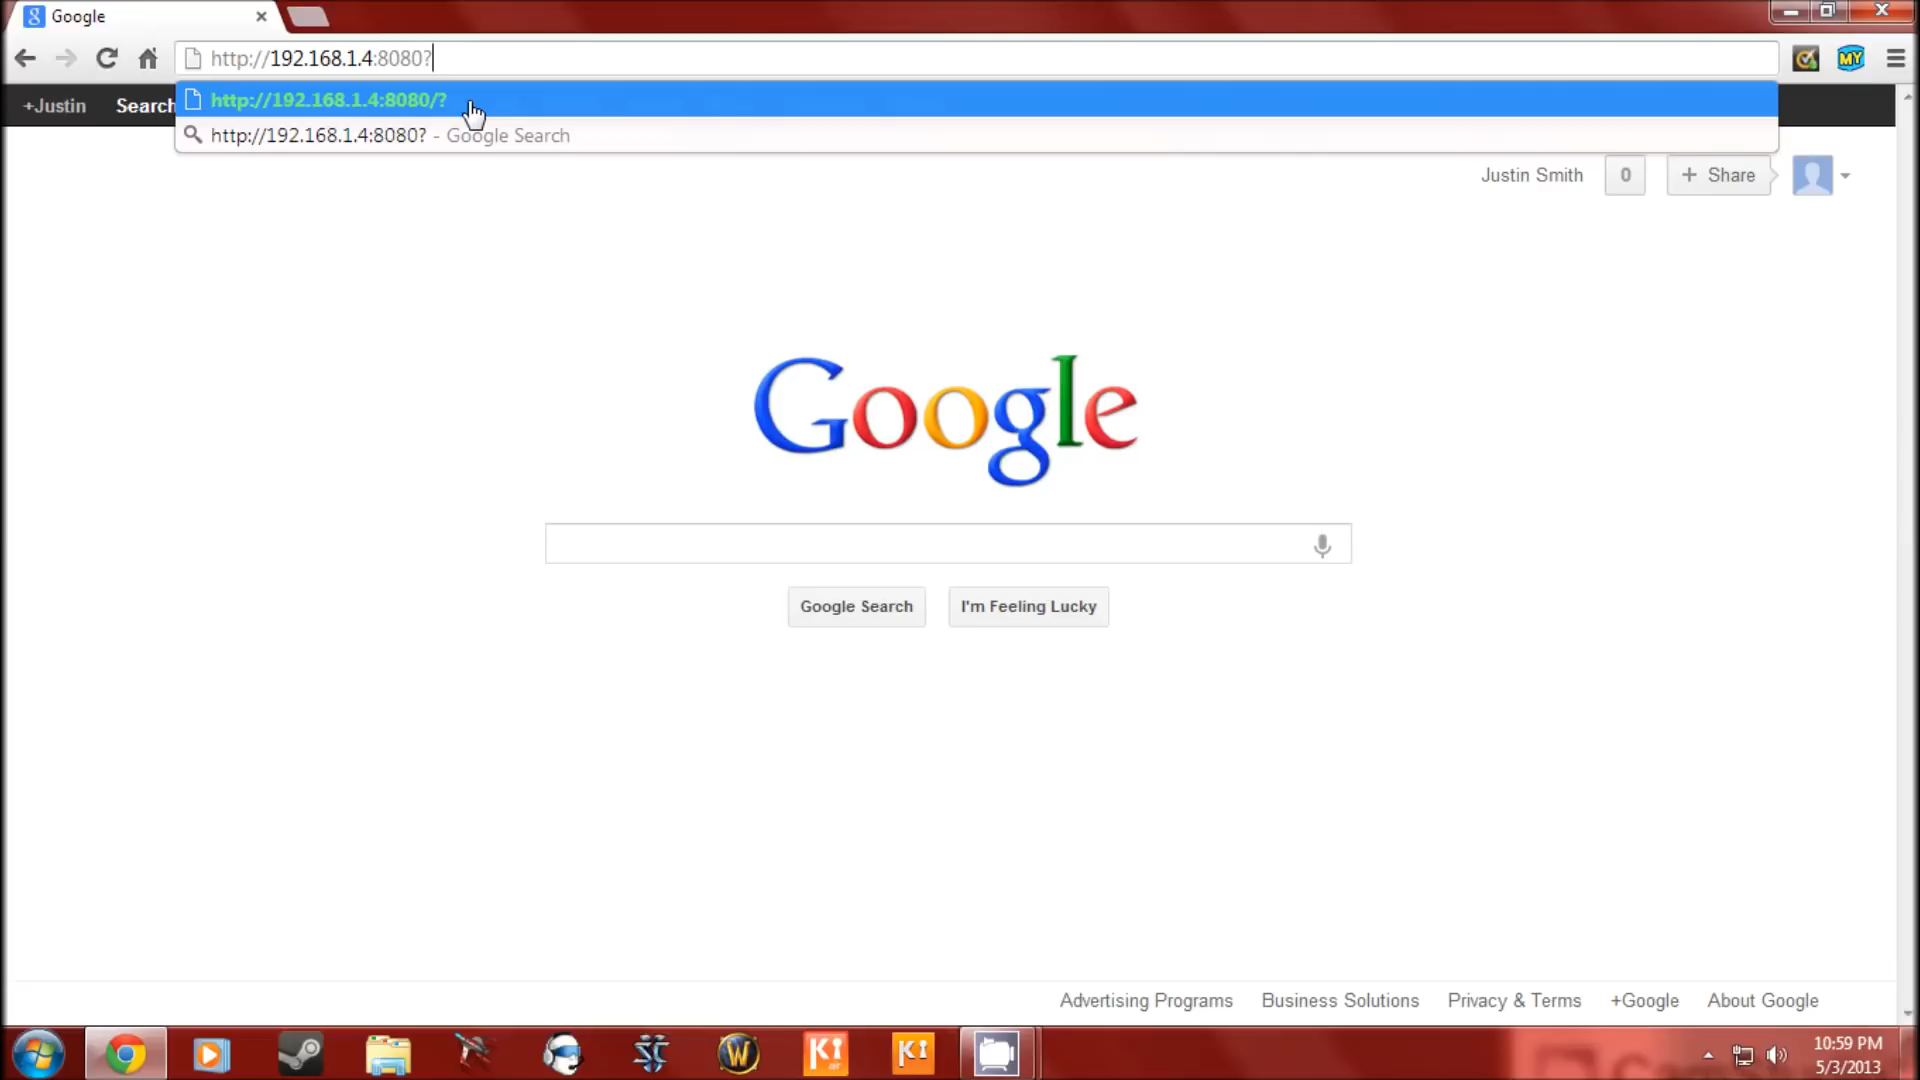 Google
http://192.168.1.4:8080?
MY
+Justin Search
http://192.168.1.4:8080/?
http://192.168.1.4:8080? - Google Search
Justin Smith 0 + Share
Google
Google Search I'm Feeling Lucky
Advertising Programs Business Solutions Privacy & Terms +Google About Google
10:59 PM
5/3/2013